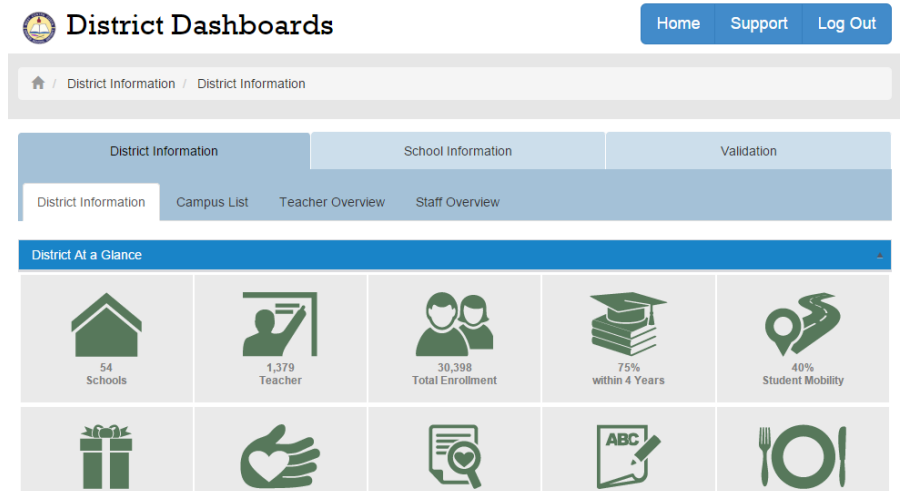 District Dashboards
Home Support Log Out
/ District Information / District Information
District Information School Information Validation
District Information Campus List Teacher Overview Staff Overview
District At a Glance
54 1,379 30,398 75% 40%
Schools Teacher Total Enrollment within 4 Years Student Mobility
ABC